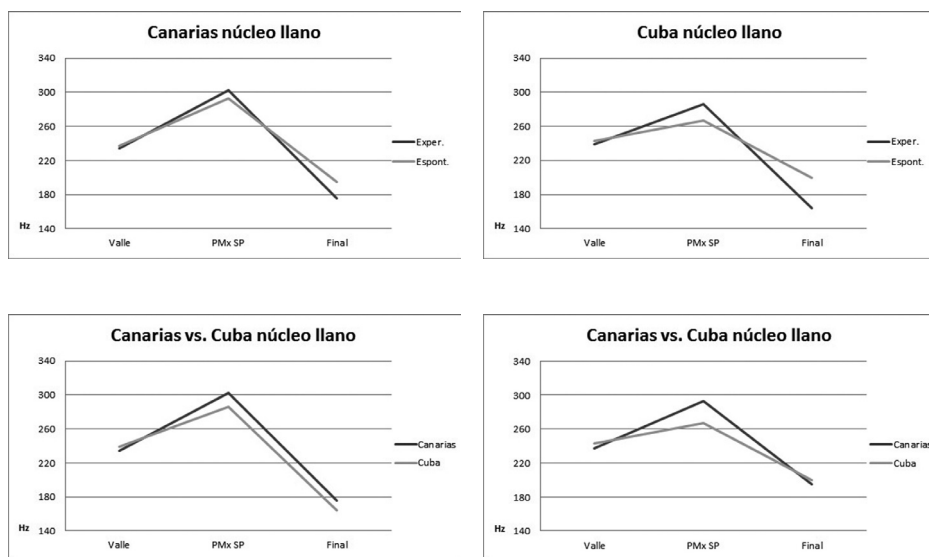 Canarias núcleo llano
340
300
260
220
180
Hz 140
Valle PMx SP Final
Exper.
Espont.
Cuba núcleo llano
340
300
260
220
180
Hz 140
Valle PMx SP Final
Exper.
Espont.
Canarias vs. Cuba núcleo llano
340
300
260
220
180
Hz 140
Valle PMx SP Final
Canarias
Cuba
Canarias vs. Cuba núcleo llano
340
300
260
220
180
Hz 140
Valle PMx SP Final
Canarias
Cuba